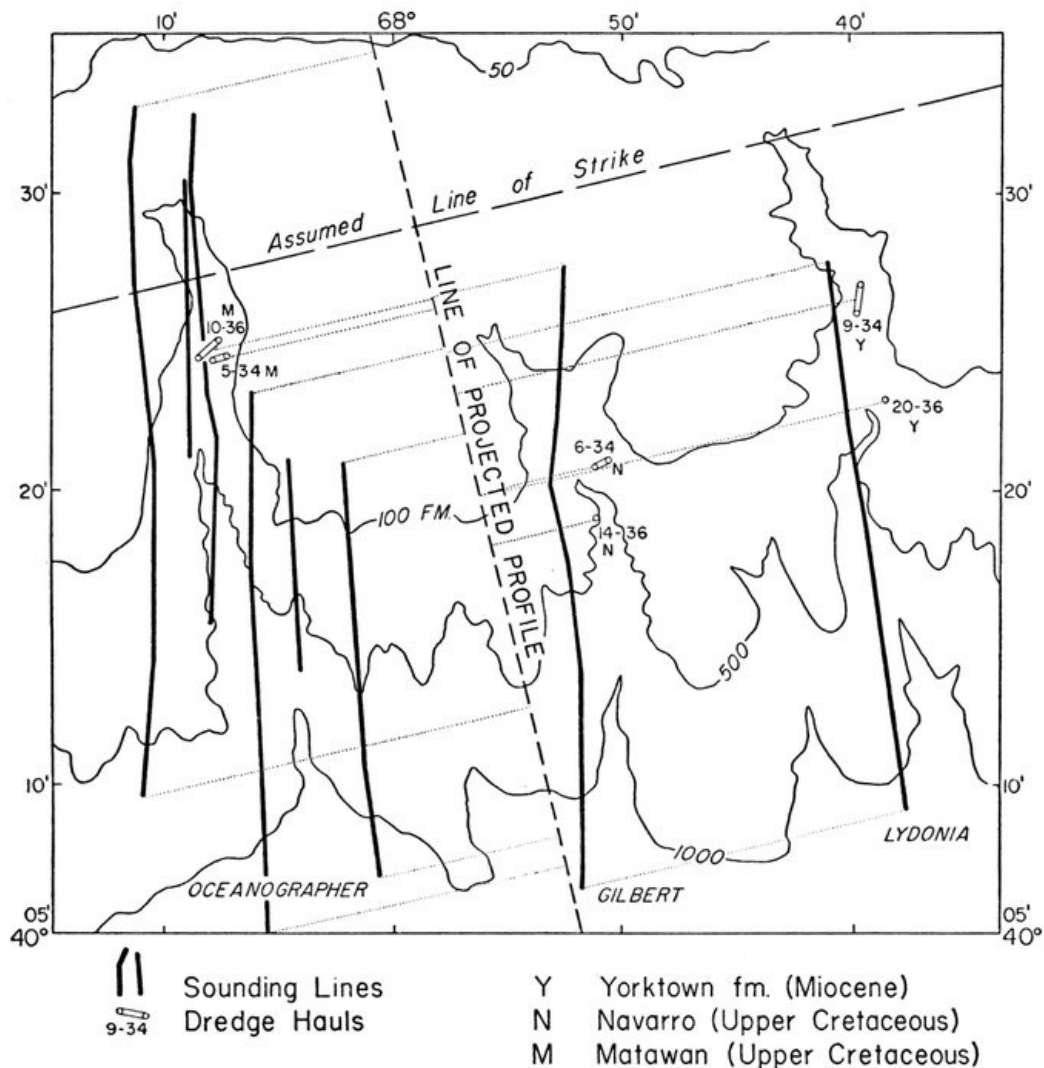 10' 68° 50' 40'
50
30' 30'
Assumed Line of Strike
M
10-36
5-34 M
LINE OF PROJECTED PROFILE
9-34
Y
20-36
Y
6-34
N
20' 20'
100 FM.
14-36
N
500
10' 10'
1000
LYDONIA
OCEANOGRAPHER
GILBERT
05' 05'
40° 40°
Sounding Lines
9-34 Dredge Hauls
Y Yorktown fm. (Miocene)
N Navarro (Upper Cretaceous)
M Matawan (Upper Cretaceous)